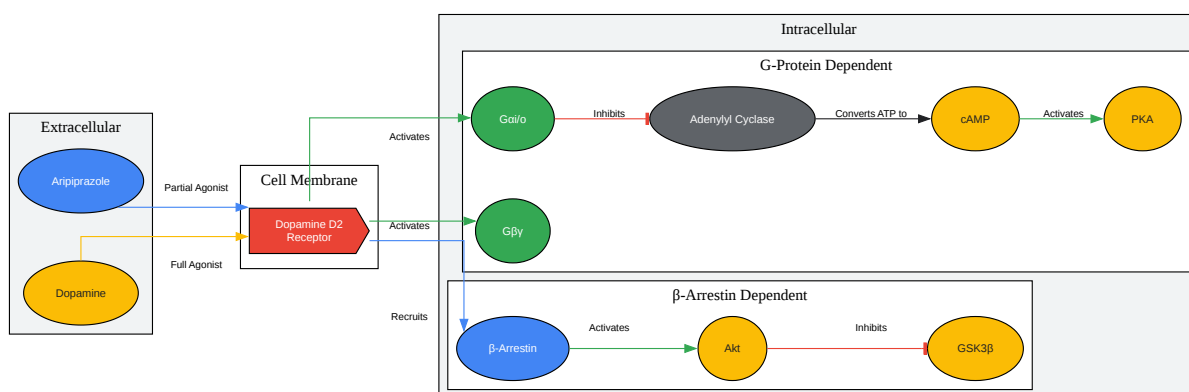 Intracellular
G-Protein Dependent
Extracellular
Gαi/o
Inhibits
Adenylyl Cyclase
Converts ATP to
cAMP
Activates
PKA
Activates
Aripiprazole
Partial Agonist
Cell Membrane
Dopamine D2
Receptor
Activates
Gβγ
Full Agonist
Dopamine
β-Arrestin Dependent
Recruits
β-Arrestin
Activates
Akt
Inhibits
GSK3β